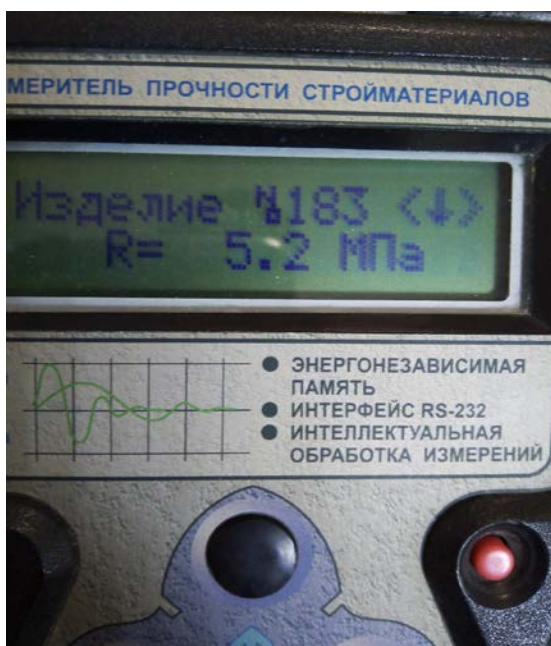 МЕРИТЕЛЬ ПРОЧНОСТИ СТРОЙМАТЕРИАЛОВ
Изделие №183 <↓>
R= 5.2 МПа
● ЭНЕРГОНЕЗАВИСИМАЯ
ПАМЯТЬ
● ИНТЕРФЕЙС RS-232
● ИНТЕЛЛЕКТУАЛЬНАЯ
ОБРАБОТКА ИЗМЕРЕНИЙ